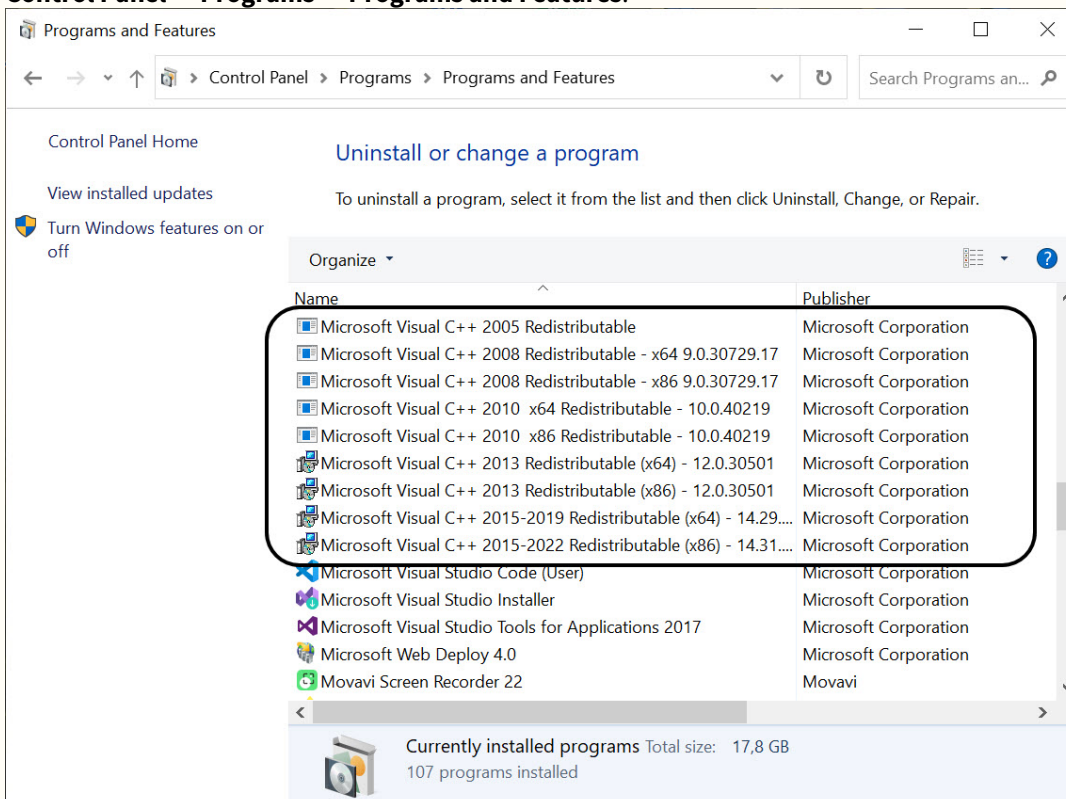 Control Panel Programs Programs and Features.
Programs and Features
Control Panel > Programs > Programs and Features
Search Programs an...
Control Panel Home
Uninstall or change a program
View installed updates
To uninstall a program, select it from the list and then click Uninstall, Change, or Repair.
Turn Windows features on or
off
Organize
Name Publisher
Microsoft Visual C++ 2005 Redistributable Microsoft Corporation
Microsoft Visual C++ 2008 Redistributable - x64 9.0.30729.17 Microsoft Corporation
Microsoft Visual C++ 2008 Redistributable - x86 9.0.30729.17 Microsoft Corporation
Microsoft Visual C++ 2010  x64 Redistributable - 10.0.40219 Microsoft Corporation
Microsoft Visual C++ 2010  x86 Redistributable - 10.0.40219 Microsoft Corporation
Microsoft Visual C++ 2013 Redistributable (x64) - 12.0.30501 Microsoft Corporation
Microsoft Visual C++ 2013 Redistributable (x86) - 12.0.30501 Microsoft Corporation
Microsoft Visual C++ 2015-2019 Redistributable (x64) - 14.29.... Microsoft Corporation
Microsoft Visual C++ 2015-2022 Redistributable (x86) - 14.31.... Microsoft Corporation
Microsoft Visual Studio Code (User) Microsoft Corporation
Microsoft Visual Studio Installer Microsoft Corporation
Microsoft Visual Studio Tools for Applications 2017 Microsoft Corporation
Microsoft Web Deploy 4.0 Microsoft Corporation
Movavi Screen Recorder 22 Movavi
Currently installed programs Total size: 17,8 GB
107 programs installed